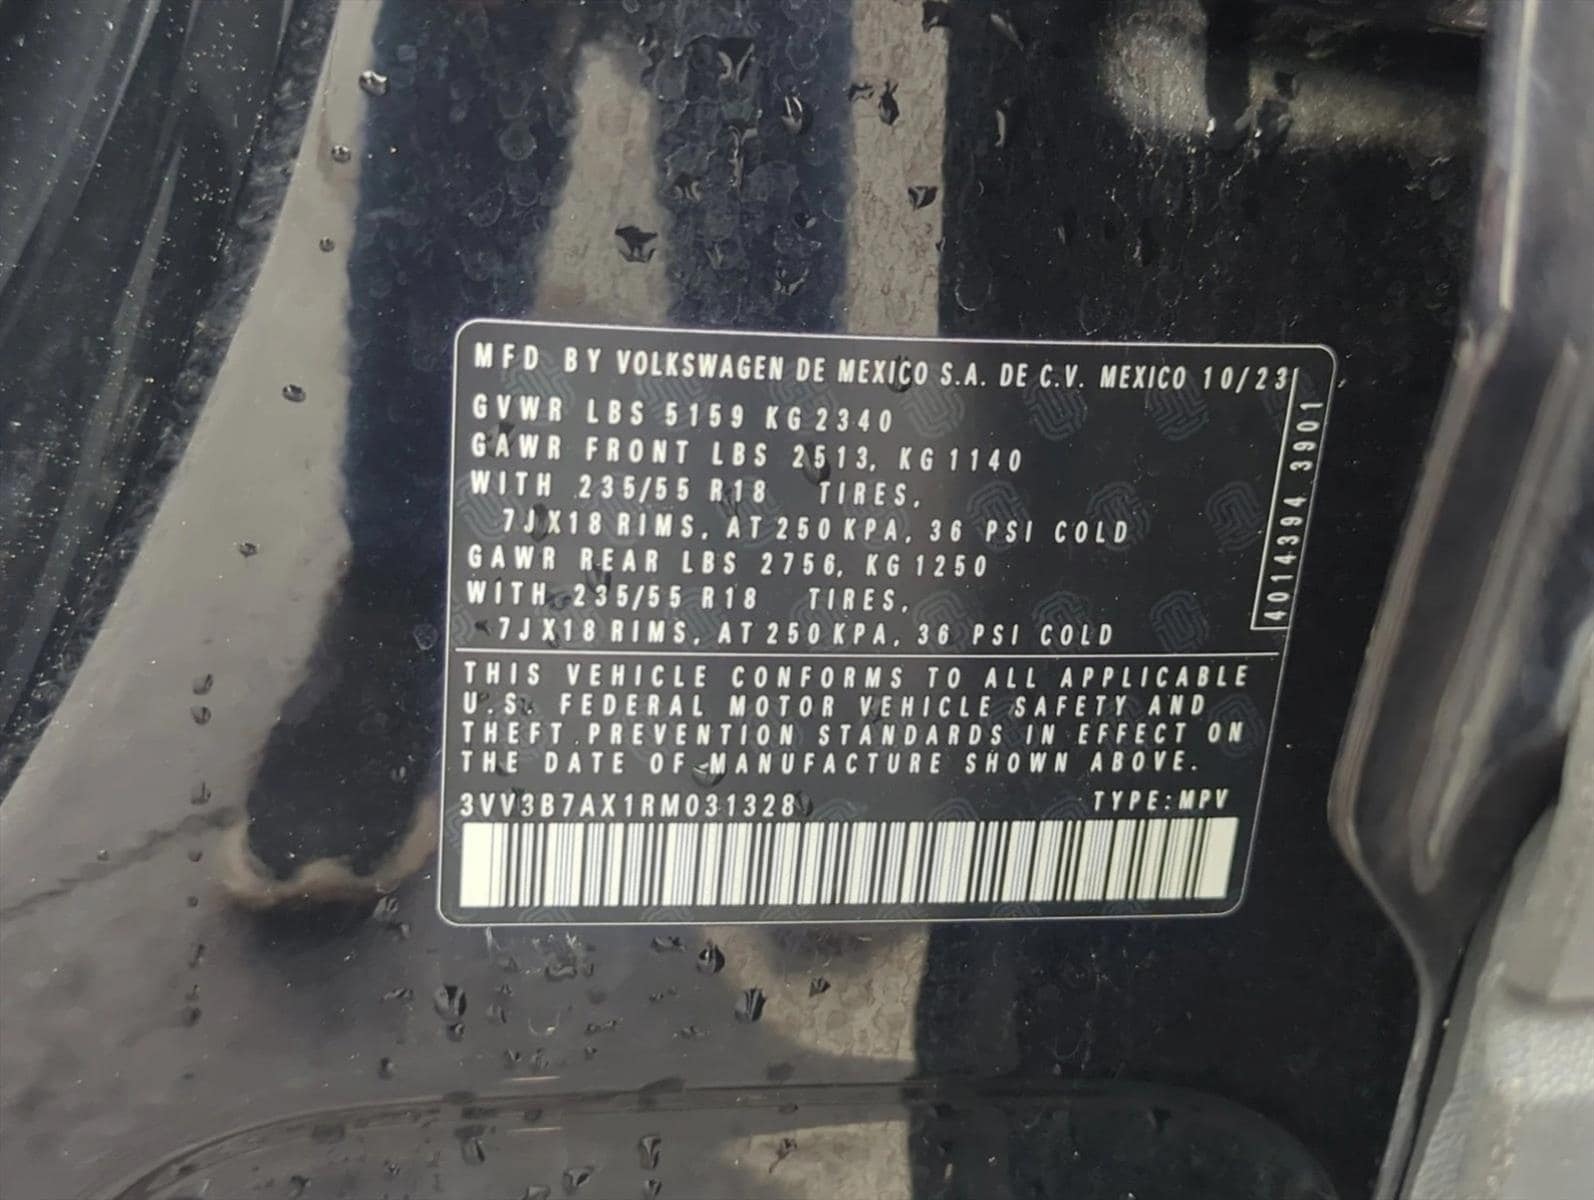 MFD BY VOLKSWAGEN DE MEXICO S.A. DE C.V. MEXICO 10/23
GVWR LBS 5159 KG 2340
GAWR FRONT LBS 2513, KG 1140
WITH 235/55 R18 TIRES,
7J X18 RIMS, AT 250 KPA, 36 PSI COLD
GAWR REAR LBS 2756, KG 1250
WITH 235/55 R18 TIRES,
7J X18 RIMS, AT 250 KPA, 36 PSI COLD
4014394 3901
THIS VEHICLE CONFORMS TO ALL APPLICABLE
U.S. FEDERAL MOTOR VEHICLE SAFETY AND
THEFT PREVENTION STANDARDS IN EFFECT ON
THE DATE OF MANUFACTURE SHOWN ABOVE.
3VV3B7AX1RM031328 TYPE:MPV